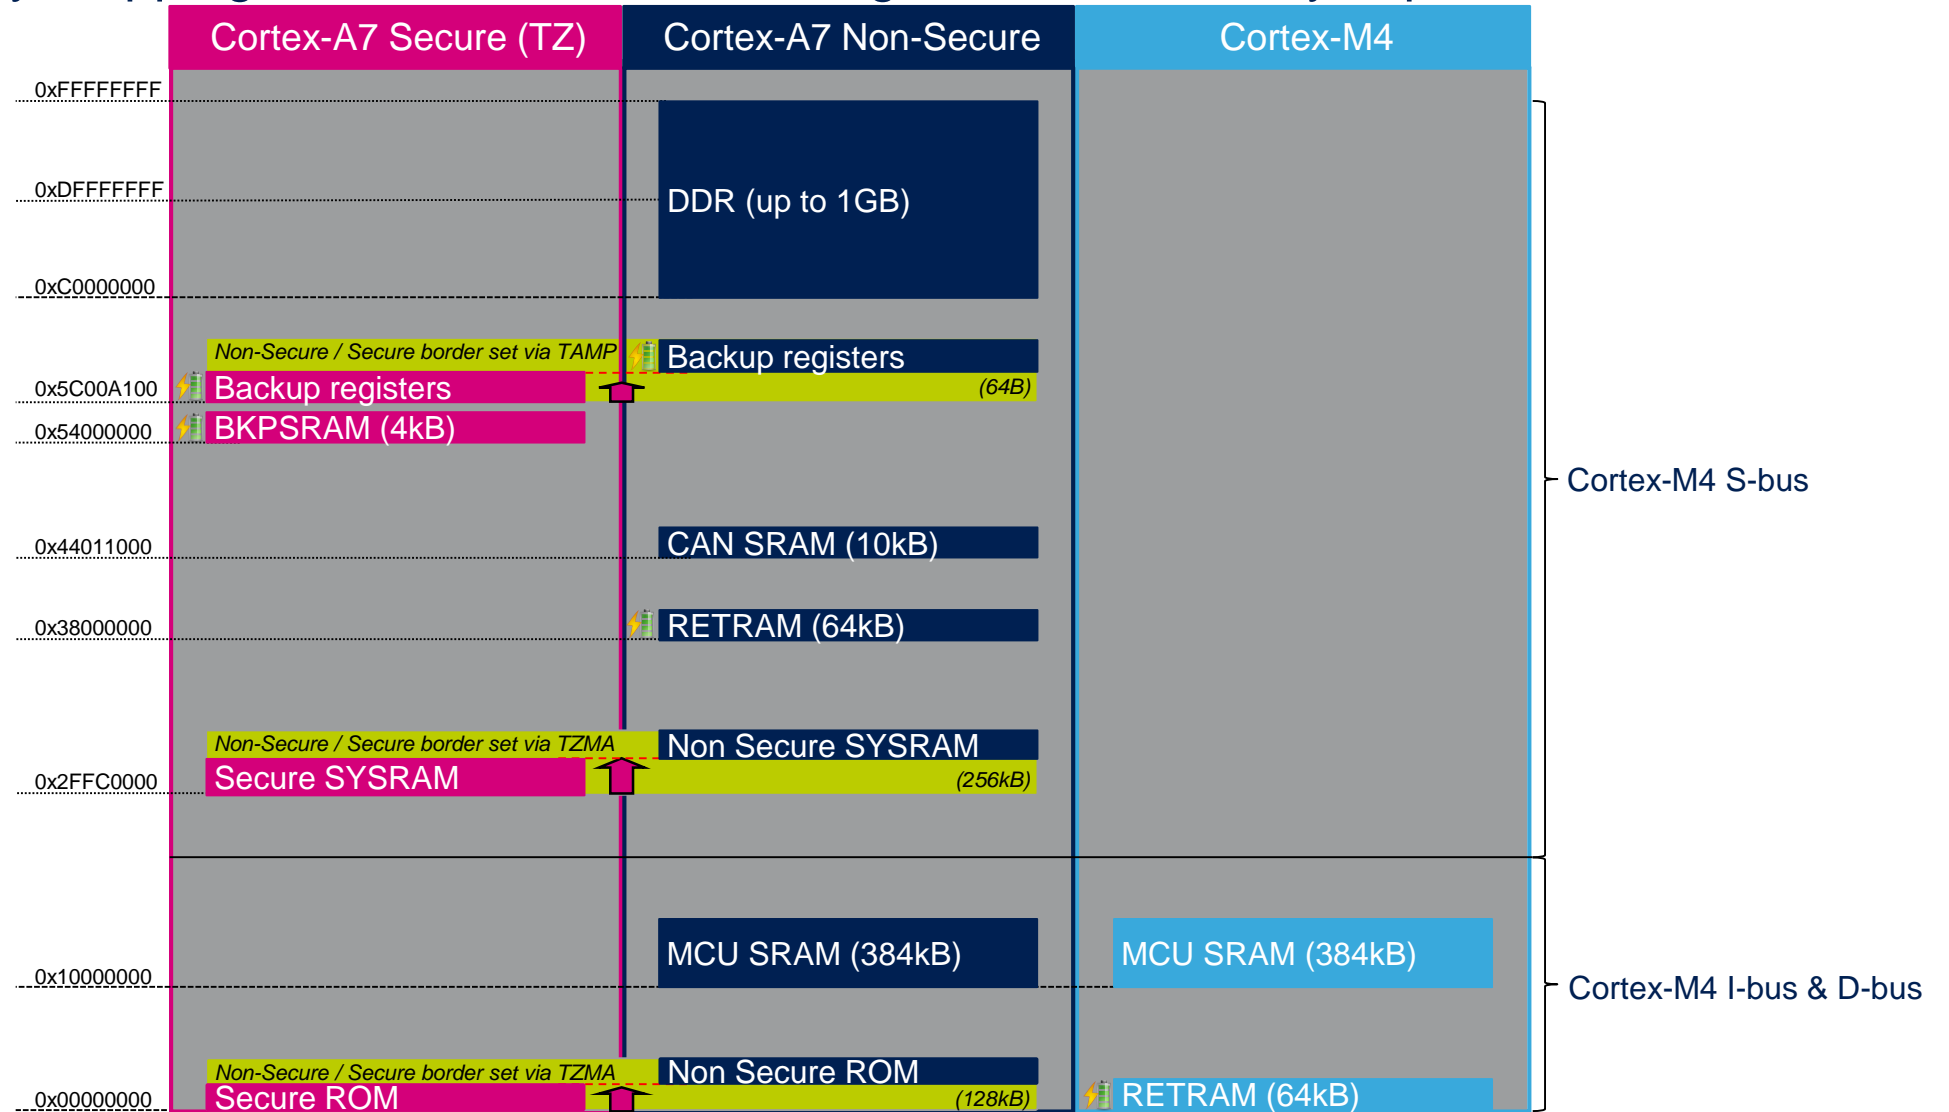 Cortex-A7 Secure (TZ)
Cortex-A7 Non-Secure
Cortex-M4
0xFFFFFFFF
0xDFFFFFFF
DDR (up to 1GB)
0xC0000000
Non-Secure / Secure border set via TAMP
Backup registers
0x5C00A100
Backup registers
(64B)
0x54000000
BKPSRAM (4kB)
Cortex-M4 S-bus
0x44011000
CAN SRAM (10kB)
0x38000000
RETRAM (64kB)
Non-Secure / Secure border set via TZMA
Non Secure SYSRAM
0x2FFC0000
Secure SYSRAM
(256kB)
MCU SRAM (384kB)
MCU SRAM (384kB)
0x10000000
Cortex-M4 I-bus & D-bus
Non-Secure / Secure border set via TZMA
Non Secure ROM
0x00000000
Secure ROM
(128kB)
RETRAM (64kB)